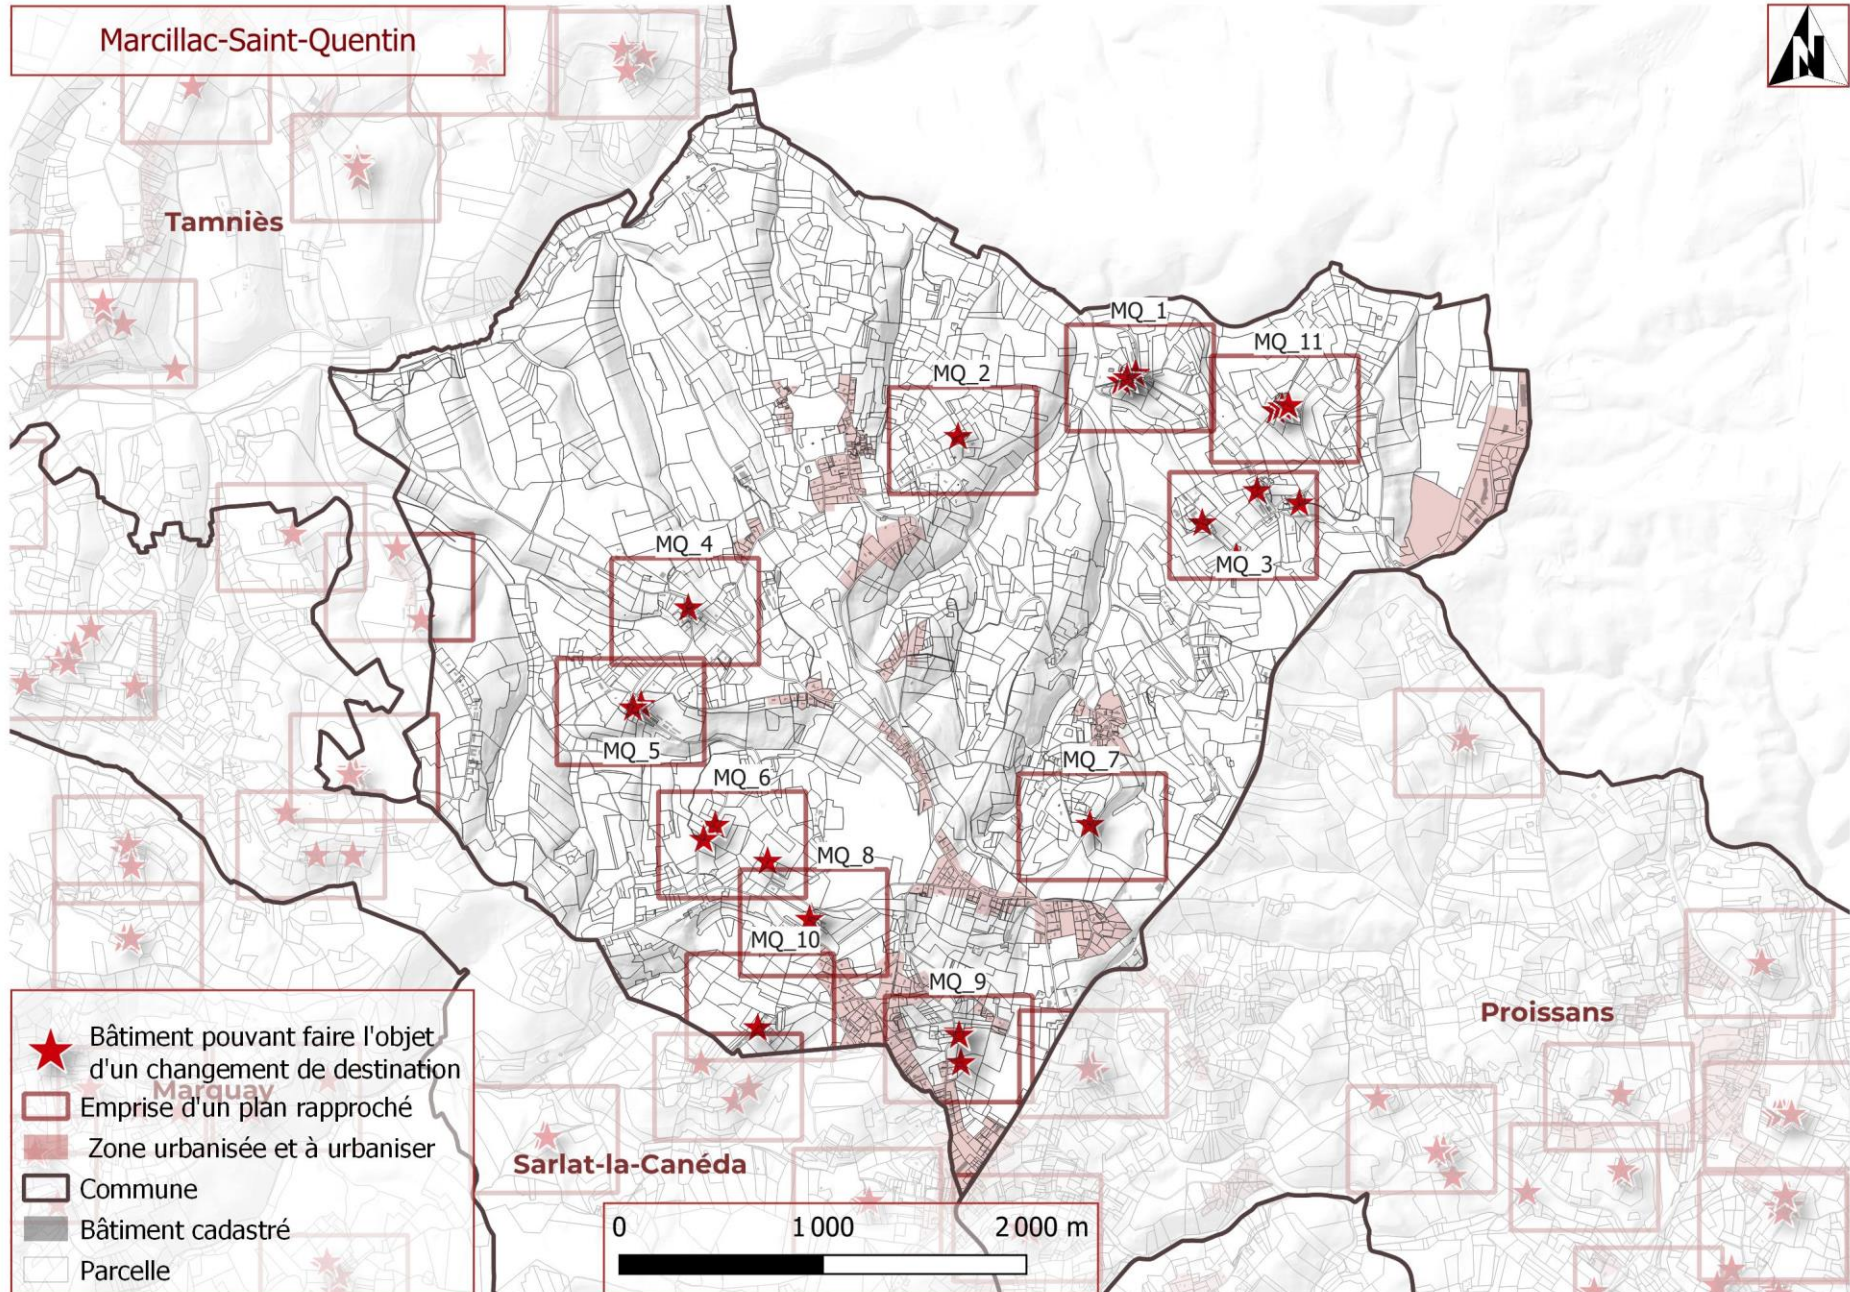 Marcillac-Saint-Quentin
N
Tamniès
MQ_1
MQ_11
MQ_2
MQ_3
MQ_4
MQ_5
MQ_6
MQ_7
MQ_8
MQ_10
MQ_9
Proissans
Sarlat-la-Canéda
Marquay
Bâtiment pouvant faire l'objet
d'un changement de destination
Emprise d'un plan rapproché
Zone urbanisée et à urbaniser
Commune
Bâtiment cadastré
Parcelle
0 1 000 2 000 m